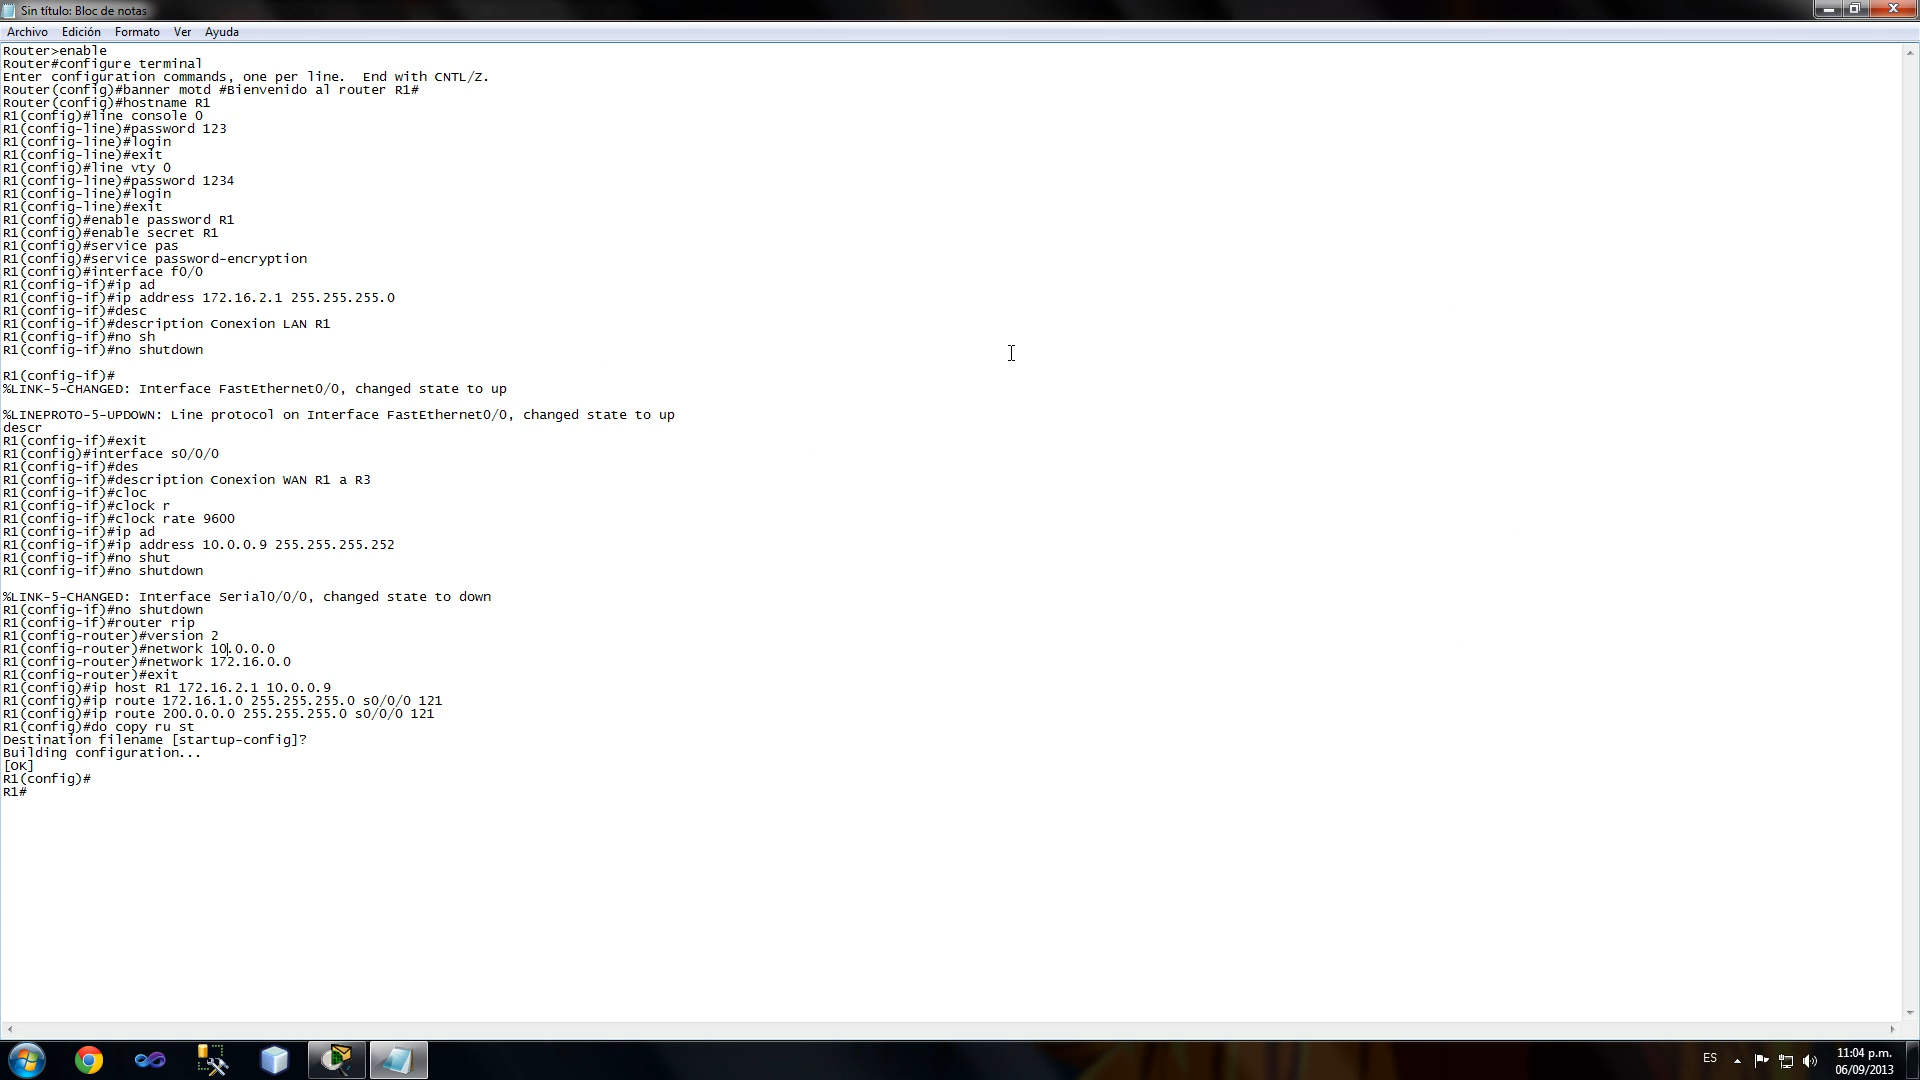 Sin título: Bloc de notas
Archivo Edición Formato Ver Ayuda
Router>enable
Router#configure terminal
Enter configuration commands, one per line.  End with CNTL/Z.
Router(config)#banner motd #Bienvenido al router R1#
Router(config)#hostname R1
R1(config)#line console 0
R1(config-line)#password 123
R1(config-line)#login
R1(config-line)#exit
R1(config)#line vty 0
R1(config-line)#password 1234
R1(config-line)#login
R1(config-line)#exit
R1(config)#enable password R1
R1(config)#enable secret R1
R1(config)#service pas
R1(config)#service password-encryption
R1(config)#interface f0/0
R1(config-if)#ip ad
R1(config-if)#ip address 172.16.2.1 255.255.255.0
R1(config-if)#desc
R1(config-if)#description Conexion LAN R1
R1(config-if)#no sh
R1(config-if)#no shutdown
R1(config-if)#
%LINK-5-CHANGED: Interface FastEthernet0/0, changed state to up
%LINEPROTO-5-UPDOWN: Line protocol on Interface FastEthernet0/0, changed state to up
descr
R1(config-if)#exit
R1(config)#interface s0/0/0
R1(config-if)#des
R1(config-if)#description Conexion WAN R1 a R3
R1(config-if)#cloc
R1(config-if)#clock r
R1(config-if)#clock rate 9600
R1(config-if)#ip ad
R1(config-if)#ip address 10.0.0.9 255.255.255.252
R1(config-if)#no shut
R1(config-if)#no shutdown
%LINK-5-CHANGED: Interface Serial0/0/0, changed state to down
R1(config-if)#no shutdown
R1(config-if)#router rip
R1(config-router)#version 2
R1(config-router)#network 10.0.0.0
R1(config-router)#network 172.16.0.0
R1(config-router)#exit
R1(config)#ip host R1 172.16.2.1 10.0.0.9
R1(config)#ip route 172.16.1.0 255.255.255.0 s0/0/0 121
R1(config)#ip route 200.0.0.0 255.255.255.0 s0/0/0 121
R1(config)#do copy ru st
Destination filename [startup-config]?
Building configuration...
[OK]
R1(config)#
R1#
ES
11:04 p.m.
06/09/2013